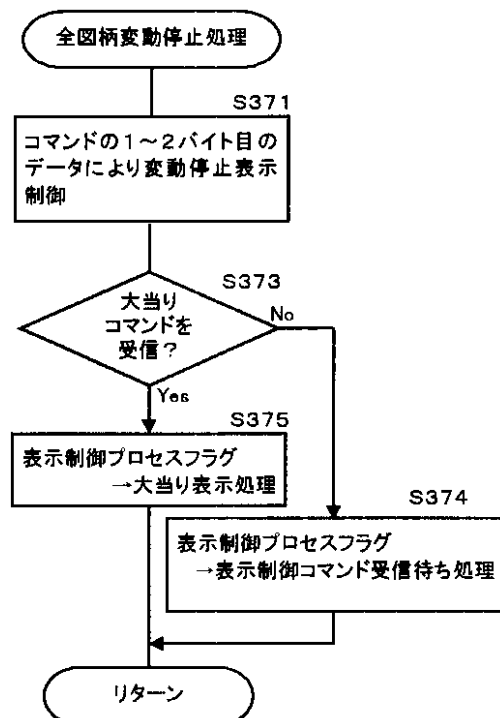 全図柄変動停止処理
S371
コマンドの1~2バイト目の
データにより変動停止表示
制御
S373
大当り
コマンドを
受信?
No
Yes
S375
表示制御プロセスフラグ
→大当り表示処理
S374
表示制御プロセスフラグ
→表示制御コマンド受信待ち処理
リターン